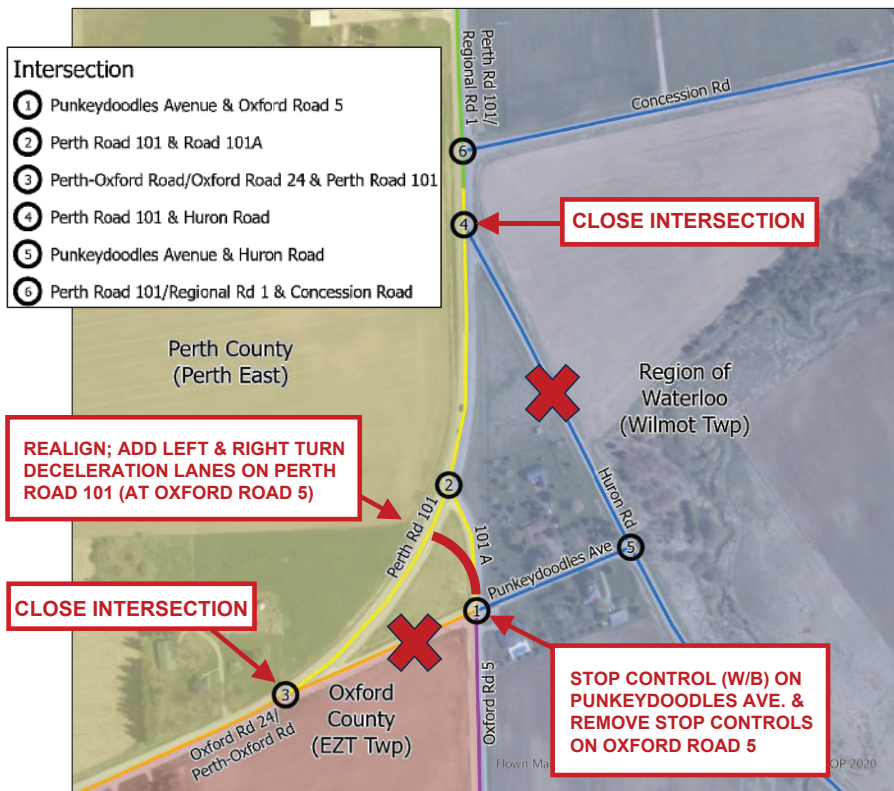 Intersection
1 Punkeydoodles Avenue & Oxford Road 5
2 Perth Road 101 & Road 101A
3 Perth-Oxford Road/Oxford Road 24 & Perth Road 101
4 Perth Road 101 & Huron Road
5 Punkeydoodles Avenue & Huron Road
6 Perth Road 101/Regional Rd 1 & Concession Road
Perth Rd 101/
Regional Rd 1
Concession Rd
6
4
CLOSE INTERSECTION
Perth County
(Perth East)
Region of
Waterloo
(Wilmot Twp)
REALIGN; ADD LEFT & RIGHT TURN
DECELERATION LANES ON PERTH
ROAD 101 (AT OXFORD ROAD 5)
2
Perth Rd 101
101 A
Huron Rd
Punkeydoodles Ave
5
CLOSE INTERSECTION
1
3
Oxford Rd 24/
Perth-Oxford Rd
Oxford
County
(EZT Twp)
Oxford Rd 5
STOP CONTROL (W/B) ON
PUNKEYDOODLES AVE. &
REMOVE STOP CONTROLS
ON OXFORD ROAD 5
Flown Ma
OP 2020